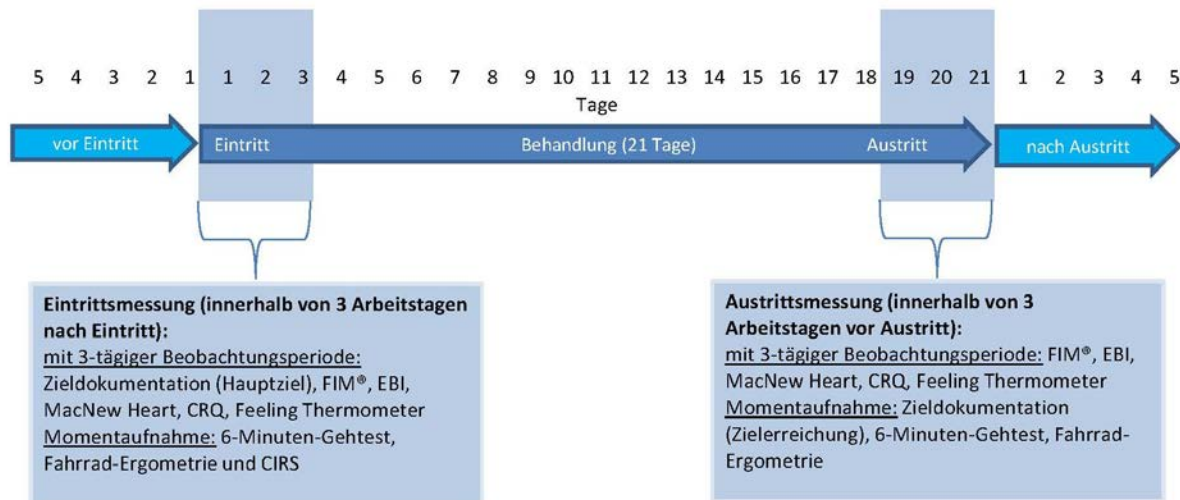 5 4 3 2 1 1 2 3 4 5 6 7 8 9 10 11 12 13 14 15 16 17 18 19 20 21 1 2 3 4 5
Tage
vor Eintritt Eintritt Behandlung (21 Tage) Austritt nach Austritt
Eintrittsmessung (innerhalb von 3 Arbeitstagen
nach Eintritt):
mit 3-tägiger Beobachtungsperiode:
Zieldokumentation (Hauptziel), FIM®, EBI,
MacNew Heart, CRQ, Feeling Thermometer
Momentaufnahme: 6-Minuten-Gehtest,
Fahrrad-Ergometrie und CIRS
Austrittsmessung (innerhalb von 3
Arbeitstagen vor Austritt):
mit 3-tägiger Beobachtungsperiode: FIM®, EBI,
MacNew Heart, CRQ, Feeling Thermometer
Momentaufnahme: Zieldokumentation
(Zielerreichung), 6-Minuten-Gehtest, Fahrrad-
Ergometrie